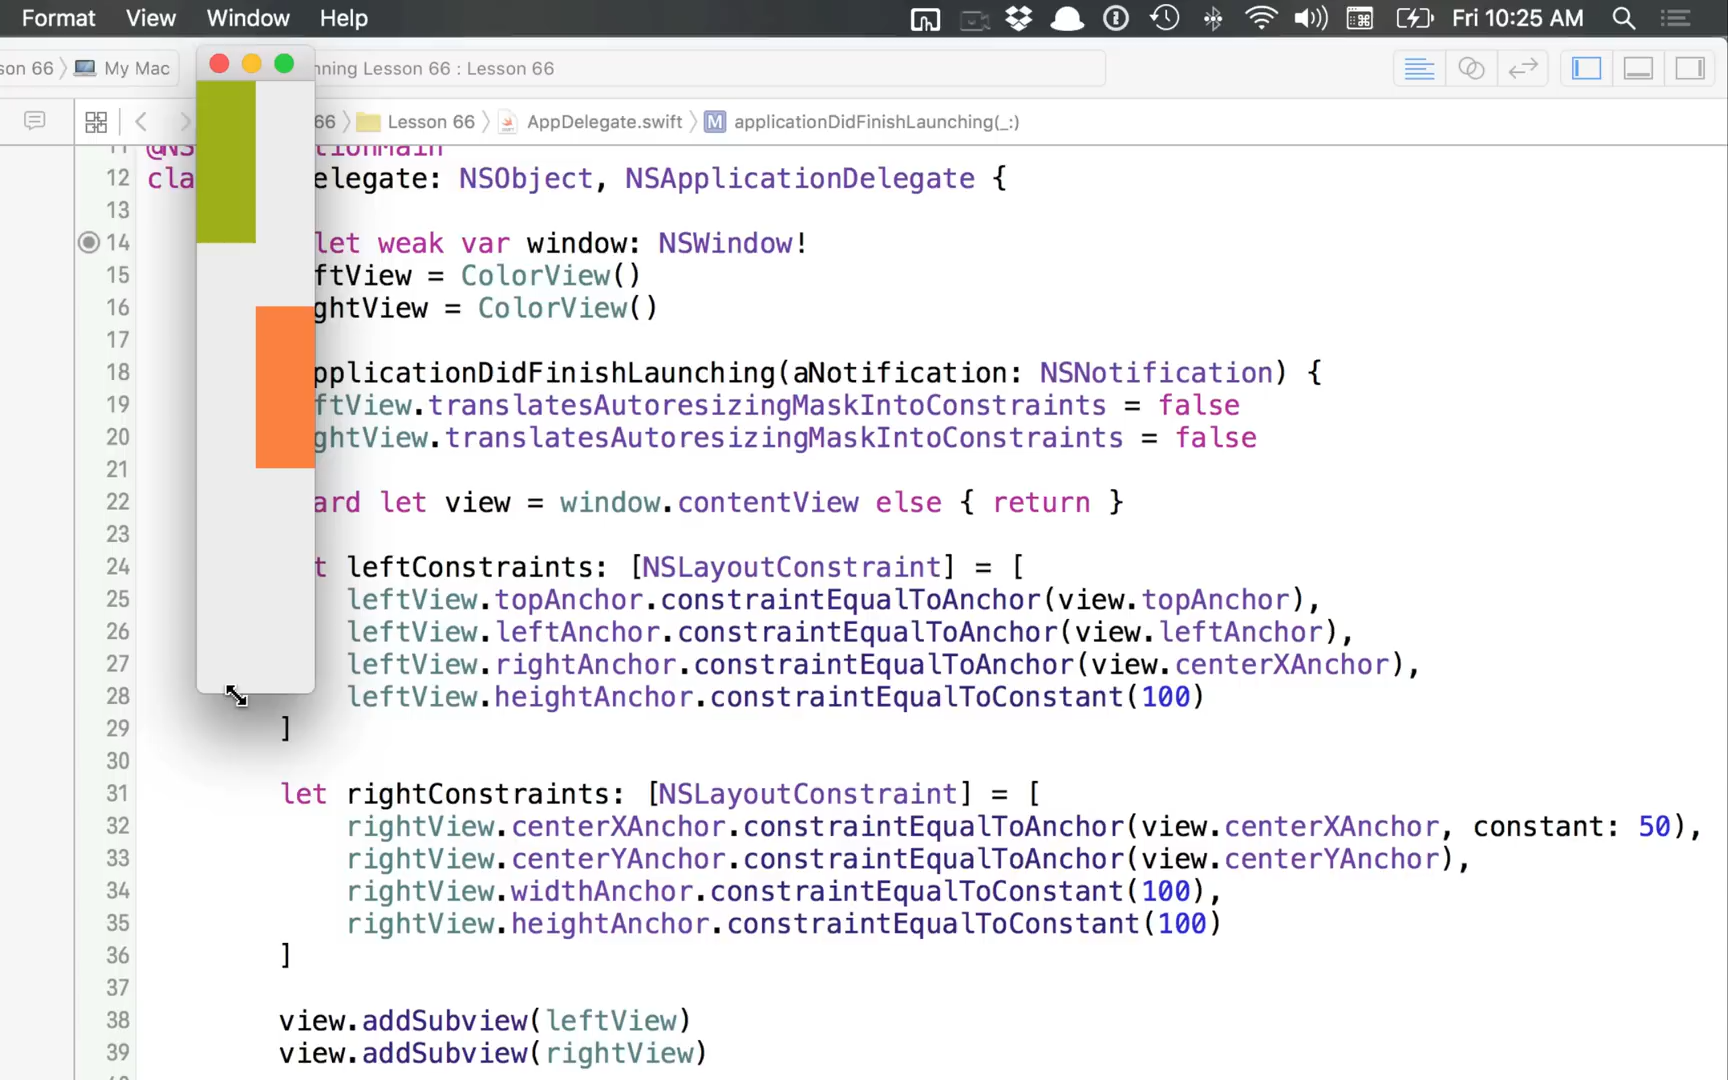 Format View Window Help Fri 10:25 AM
son 66 My Mac nning Lesson 66 : Lesson 66
66 Lesson 66 AppDelegate.swift M applicationDidFinishLaunching(_:)
11 @NS tionMain
12 cla elegate: NSObject, NSApplicationDelegate {
13
14 let weak var window: NSWindow!
15 ftView = ColorView()
16 ghtView = ColorView()
17
18 pplicationDidFinishLaunching(aNotification: NSNotification) {
19 ftView.translatesAutoresizingMaskIntoConstraints = false
20 ghtView.translatesAutoresizingMaskIntoConstraints = false
21
22 ard let view = window.contentView else { return }
23
24 t leftConstraints: [NSLayoutConstraint] = [
25 leftView.topAnchor.constraintEqualToAnchor(view.topAnchor),
26 leftView.leftAnchor.constraintEqualToAnchor(view.leftAnchor),
27 leftView.rightAnchor.constraintEqualToAnchor(view.centerXAnchor),
28 leftView.heightAnchor.constraintEqualToConstant(100)
29 ]
30
31 let rightConstraints: [NSLayoutConstraint] = [
32 rightView.centerXAnchor.constraintEqualToAnchor(view.centerXAnchor, constant: 50),
33 rightView.centerYAnchor.constraintEqualToAnchor(view.centerYAnchor),
34 rightView.widthAnchor.constraintEqualToConstant(100),
35 rightView.heightAnchor.constraintEqualToConstant(100)
36 ]
37
38 view.addSubview(leftView)
39 view.addSubview(rightView)